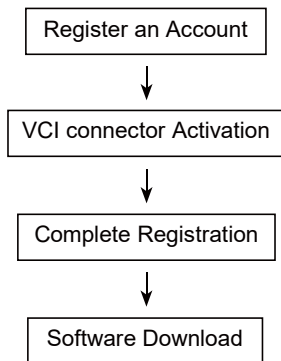 Register an Account
VCI connector Activation
Complete Registration
Software Download